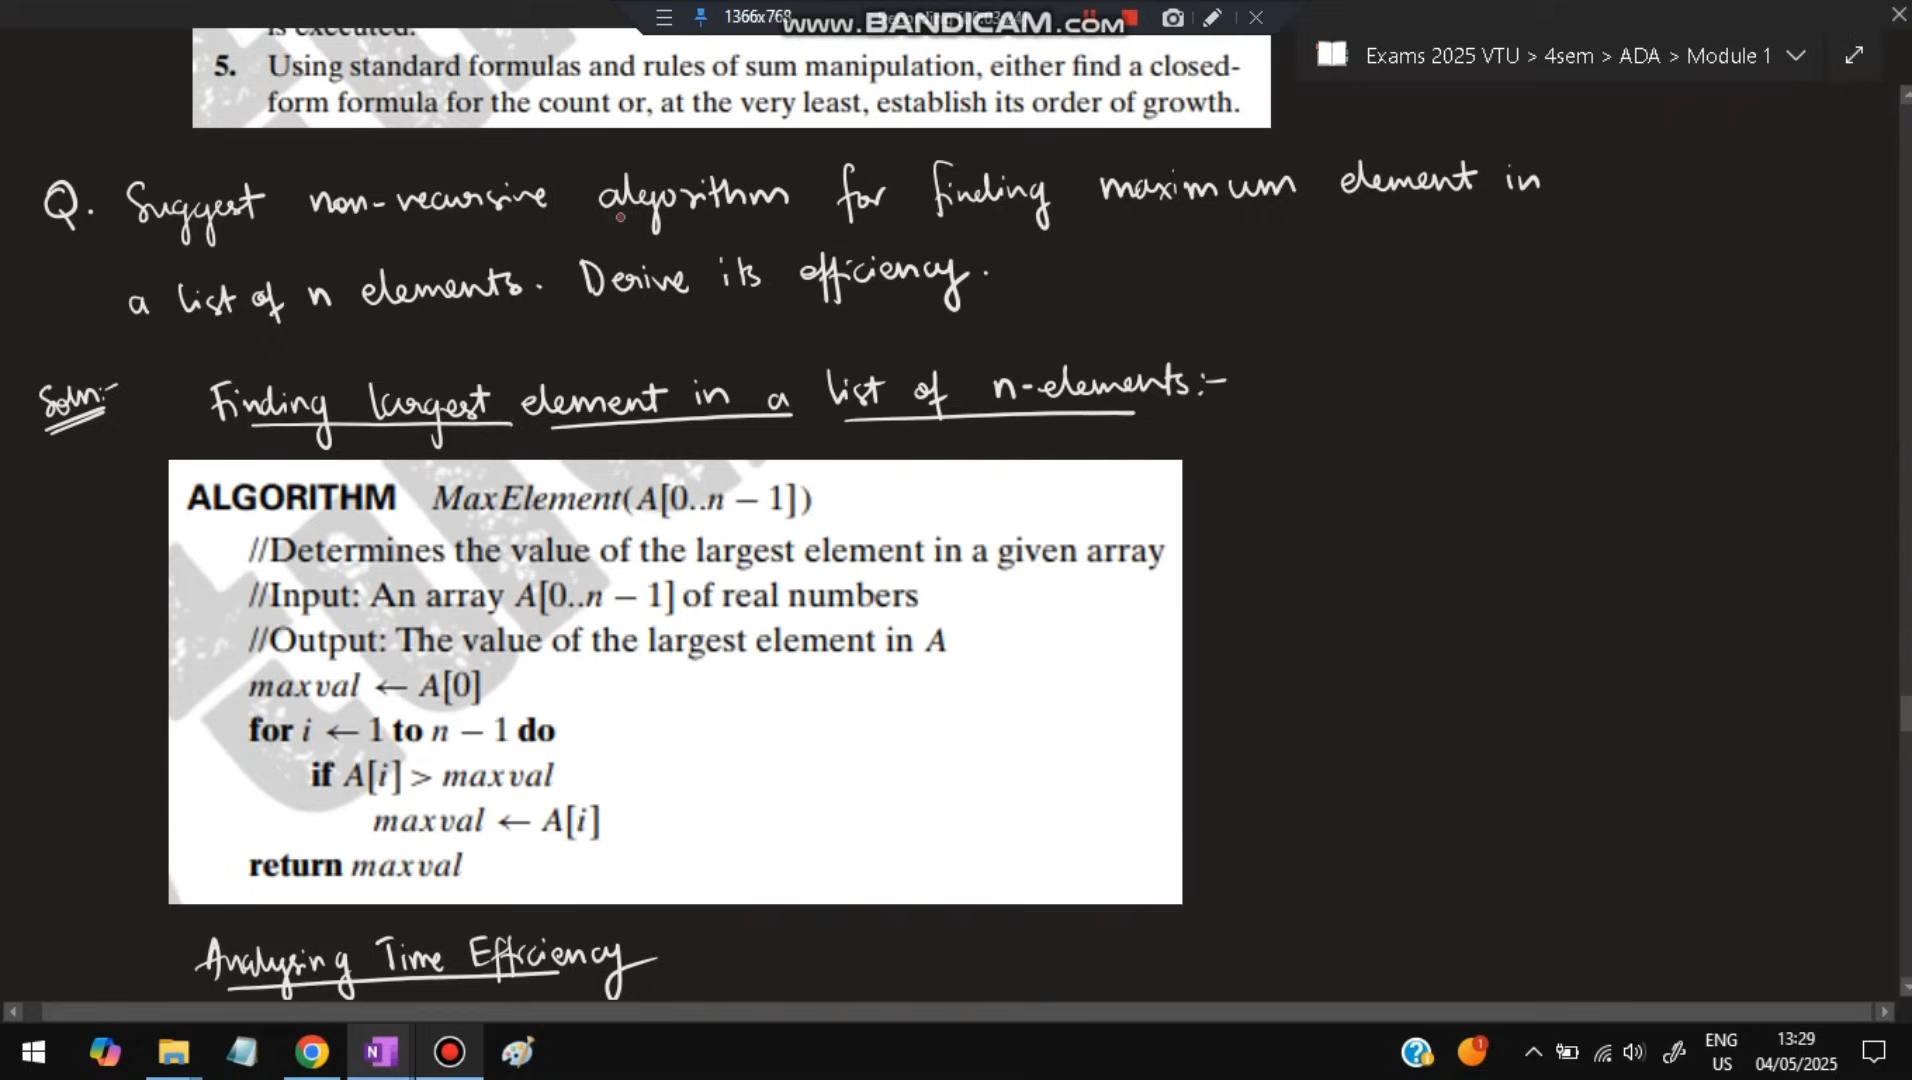 1366x768
www.BANDICAM.com
is executed.
5. Using standard formulas and rules of sum manipulation, either find a closed-
form formula for the count or, at the very least, establish its order of growth.
Exams 2025 VTU > 4sem > ADA > Module 1
Q. Suggest non-recursive algorithm for finding maximum element in
a list of n elements. Derive its efficiency.
Soln:-
Finding largest element in a list of n-elements:-
ALGORITHM MaxElement(A[0..n − 1])
//Determines the value of the largest element in a given array
//Input: An array A[0..n − 1] of real numbers
//Output: The value of the largest element in A
maxval ← A[0]
for i ← 1 to n − 1 do
if A[i] > maxval
maxval ← A[i]
return maxval
Analysing Time Efficiency
ENG
US
13:29
04/05/2025